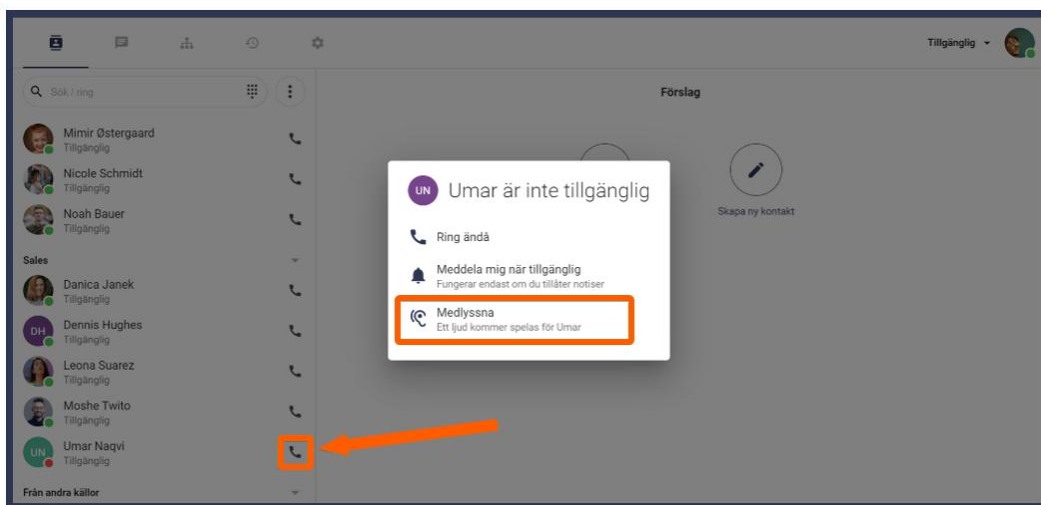 Tillgänglig
Sök / ring
Förslag
Mimir Østergaard
Tillgänglig
Nicole Schmidt
Tillgänglig
Noah Bauer
Tillgänglig
Sales
Danica Janek
Tillgänglig
DH
Dennis Hughes
Tillgänglig
Leona Suarez
Tillgänglig
Moshe Twito
Tillgänglig
UN
Umar Naqvi
Tillgänglig
Från andra källor
Skapa ny kontakt
UN
Umar är inte tillgänglig
Ring ändå
Meddela mig när tillgänglig
Fungerar endast om du tillåter notiser
Medlyssna
Ett ljud kommer spelas för Umar